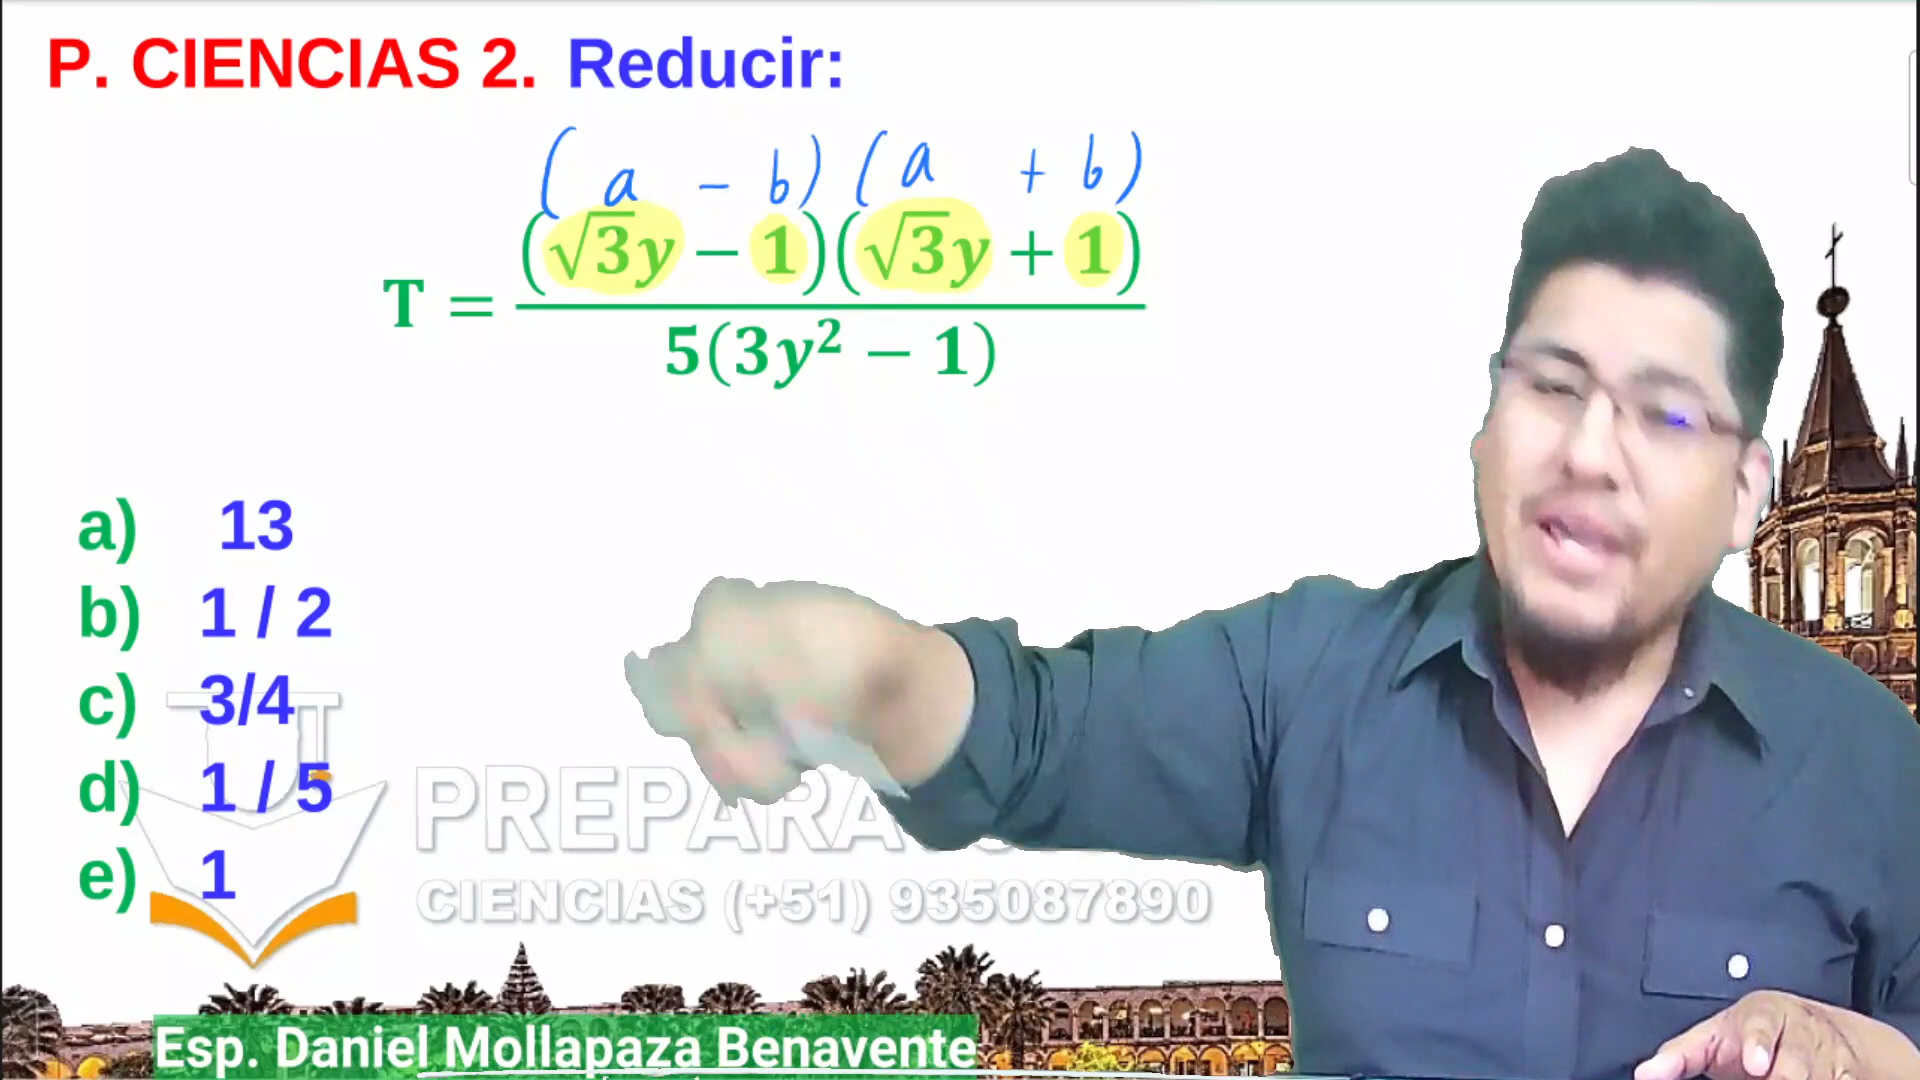 P. CIENCIAS 2. Reducir:
( a - b) ( a + b)
T = (√3y − 1)(√3y + 1) / 5(3y² − 1)
a) 13
b) 1 / 2
c) 3/4
d) 1 / 5
e) 1
CIENCIAS (+51) 935087890
Esp. Daniel Mollapaza Benavente